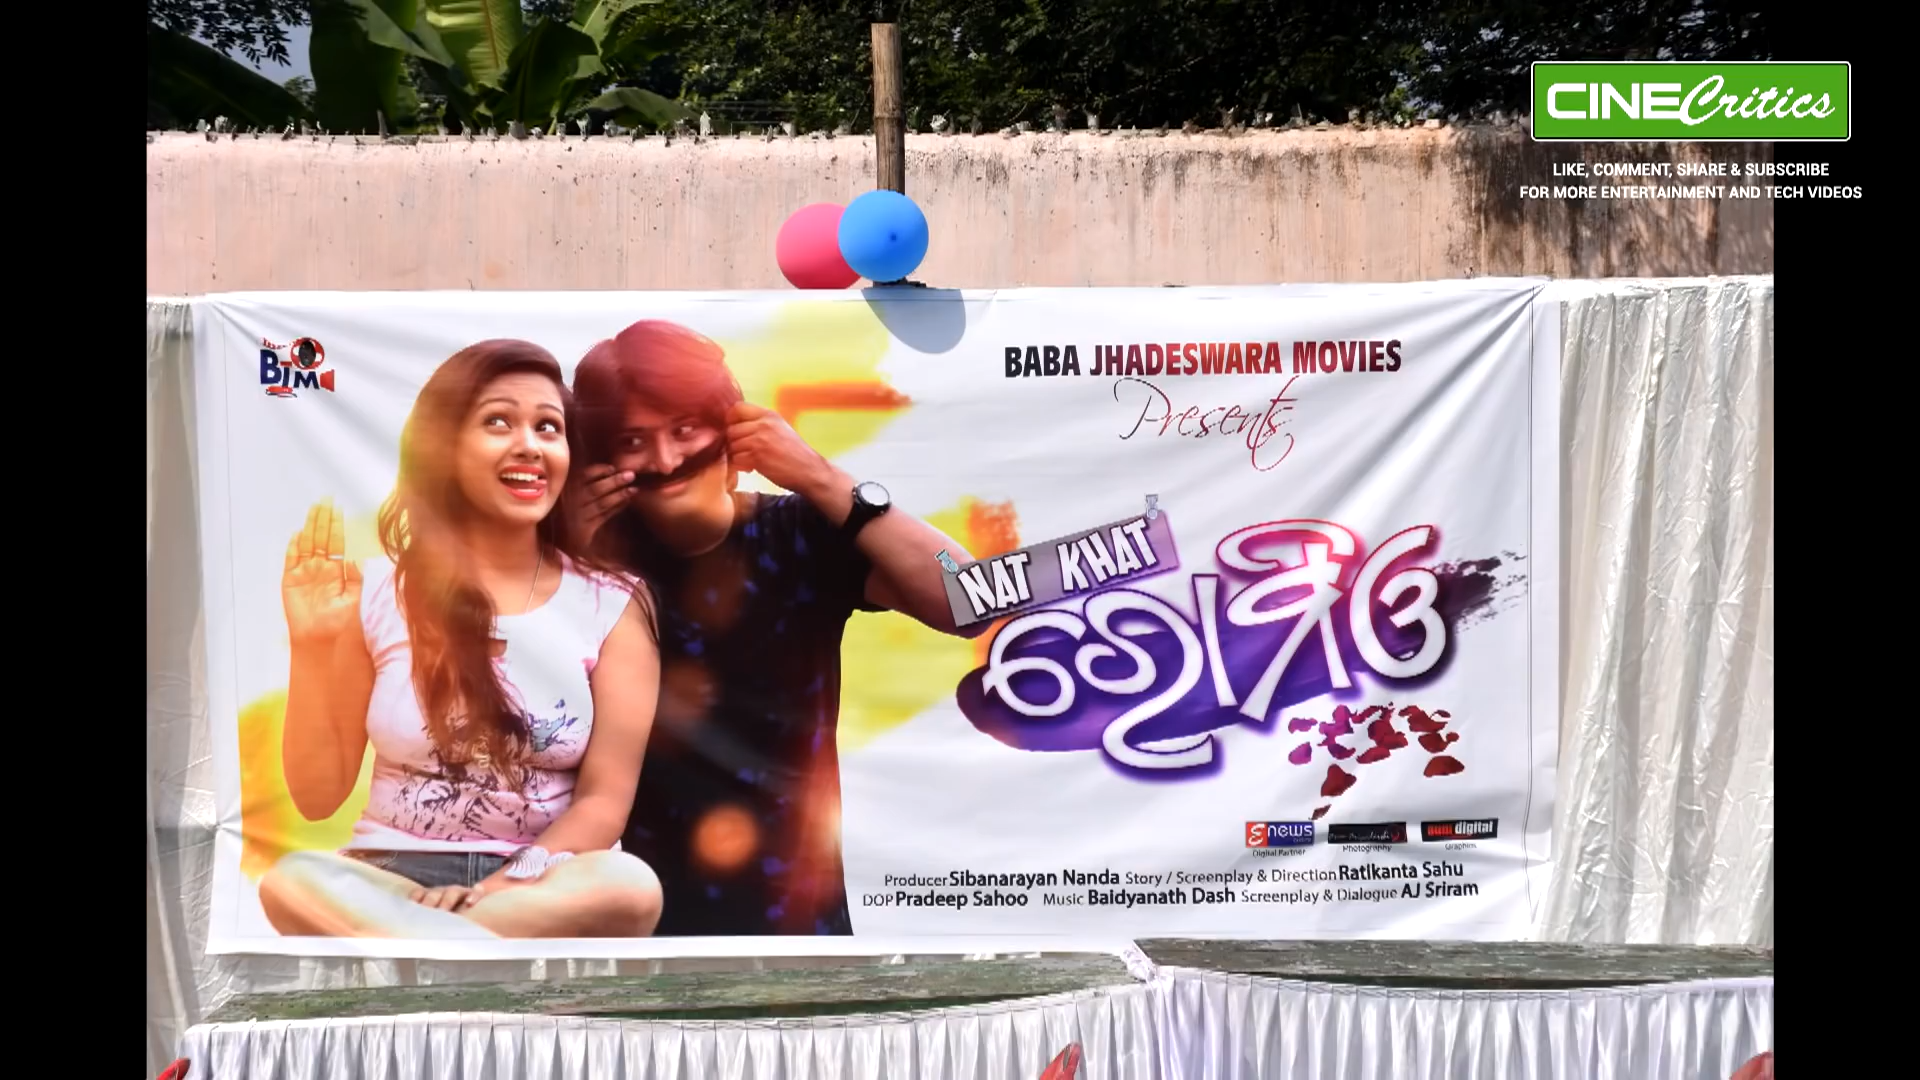 CINECritics
LIKE, COMMENT, SHARE & SUBSCRIBE
FOR MORE ENTERTAINMENT AND TECH VIDEOS
BJM
BABA JHADESWARA MOVIES
Presents
NAT KHAT
ରୋମିଓ
news
Digital Partner
Photography
digital
Graphics
Producer Sibanarayan Nanda Story / Screenplay & Direction Ratikanta Sahu
DOP Pradeep Sahoo Music Baidyanath Dash Screenplay & Dialogue AJ Sriram